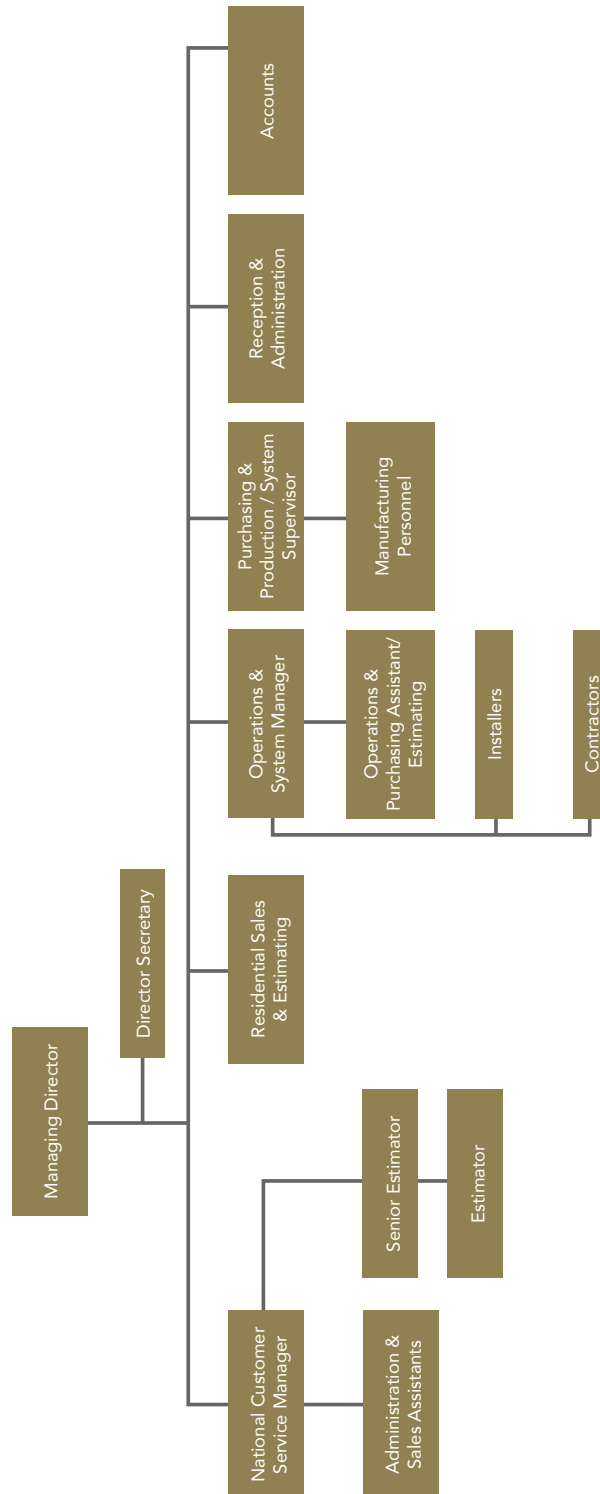 Managing Director
Director Secretary
National Customer
Service Manager
Residential Sales
& Estimating
Operations &
System Manager
Purchasing &
Production / System
Supervisor
Reception &
Administration
Accounts
Administration &
Sales Assistants
Senior Estimator
Estimator
Operations &
Purchasing Assistant/
Estimating
Manufacturing
Personnel
Installers
Contractors